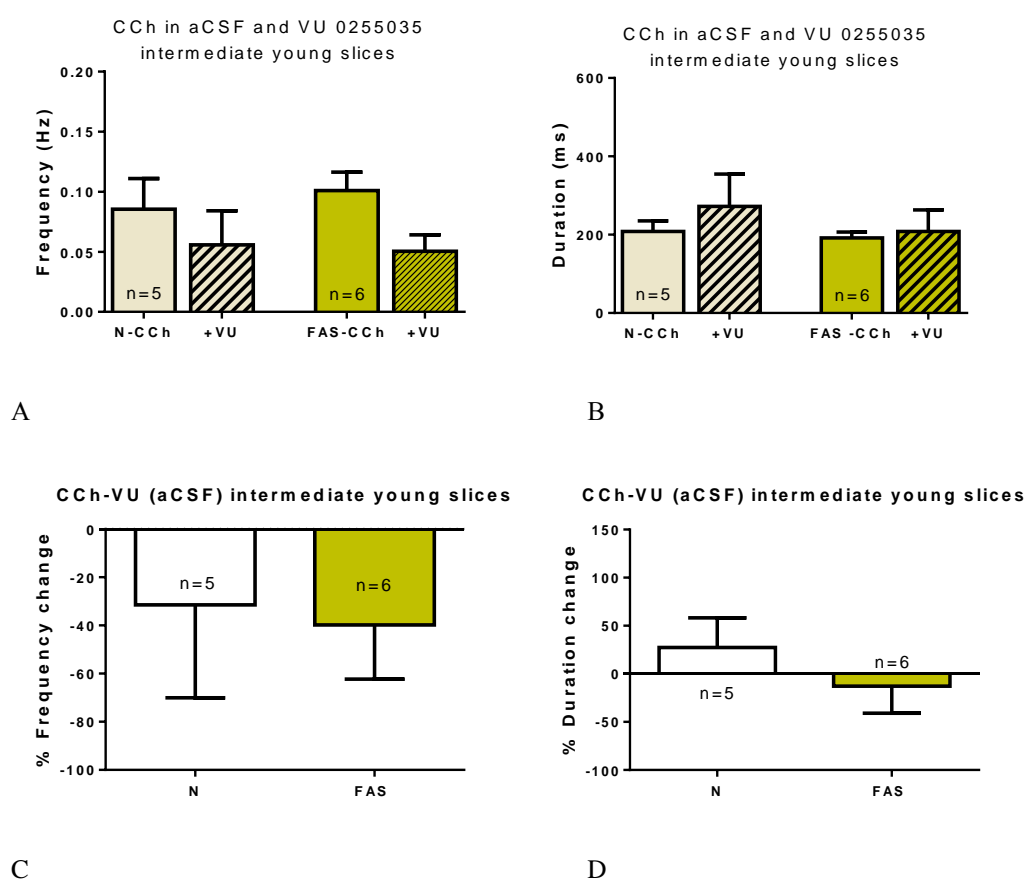 CCh in aCSF and VU 0255035
intermediate young slices
Frequency (Hz)
0.20
0.15
0.10
0.05
0.00
n=5
n=6
N-CCh +VU FAS-CCh +VU
A
CCh in aCSF and VU 0255035
intermediate young slices
Duration (ms)
600
400
200
0
n=5
n=6
N-CCh +VU FAS-CCh +VU
B
CCh-VU (aCSF) intermediate young slices
% Frequency change
0
-20
-40
-60
-80
-100
n=5
n=6
N FAS
C
CCh-VU (aCSF) intermediate young slices
% Duration change
150
100
50
0
-50
-100
n=6
n=5
N FAS
D